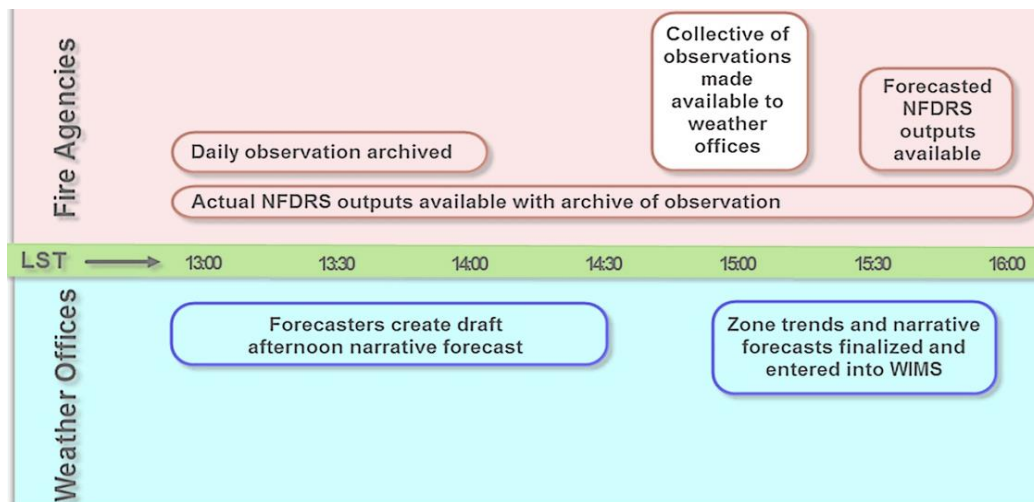 Fire Agencies
Collective of
observations
made
available to
weather
offices
Forecasted
NFDRS
outputs
available
Daily observation archived
Actual NFDRS outputs available with archive of observation
LST
13:00
13:30
14:00
14:30
15:00
15:30
16:00
Weather Offices
Forecasters create draft
afternoon narrative forecast
Zone trends and narrative
forecasts finalized and
entered into WIMS